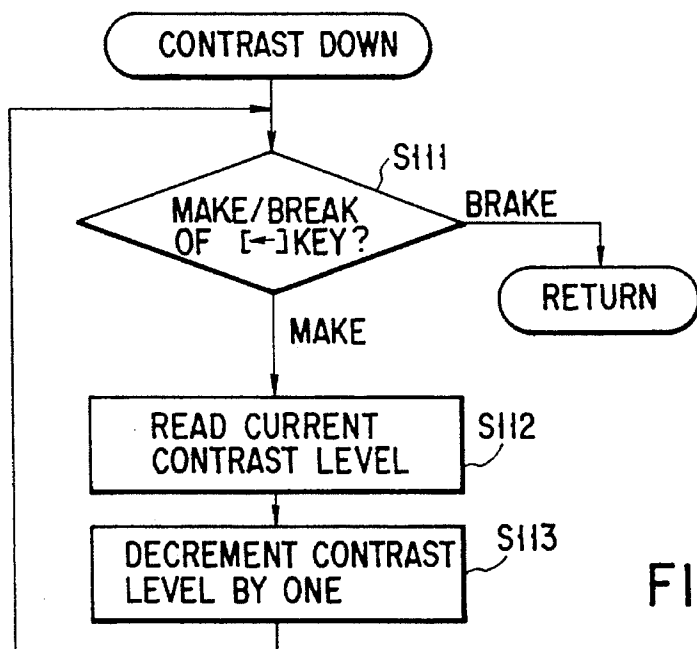 CONTRAST DOWN
S111
MAKE/BREAK
OF [←]KEY?
BRAKE
RETURN
MAKE
READ CURRENT
CONTRAST LEVEL
S112
DECREMENT CONTRAST
LEVEL BY ONE
S113
FI